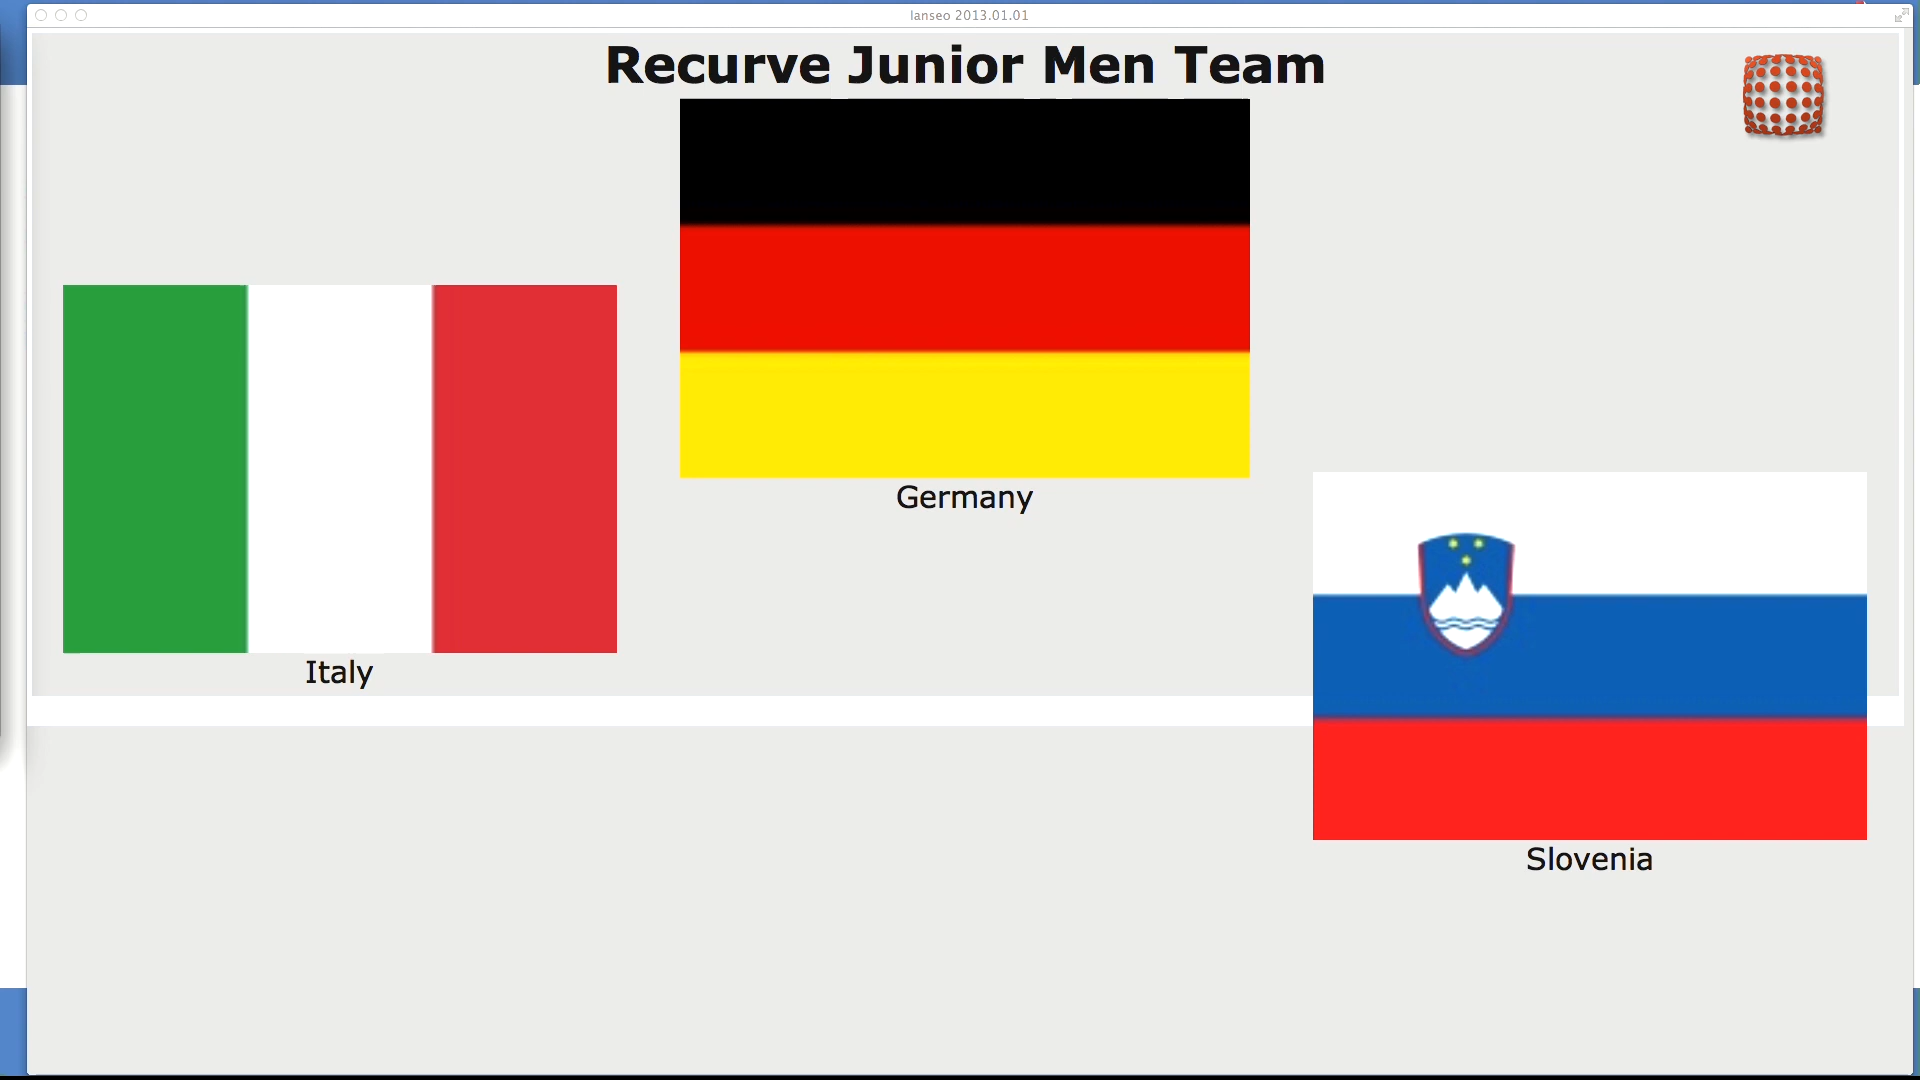 Ianseo 2013.01.01
Recurve Junior Men Team
Germany
Italy
Slovenia